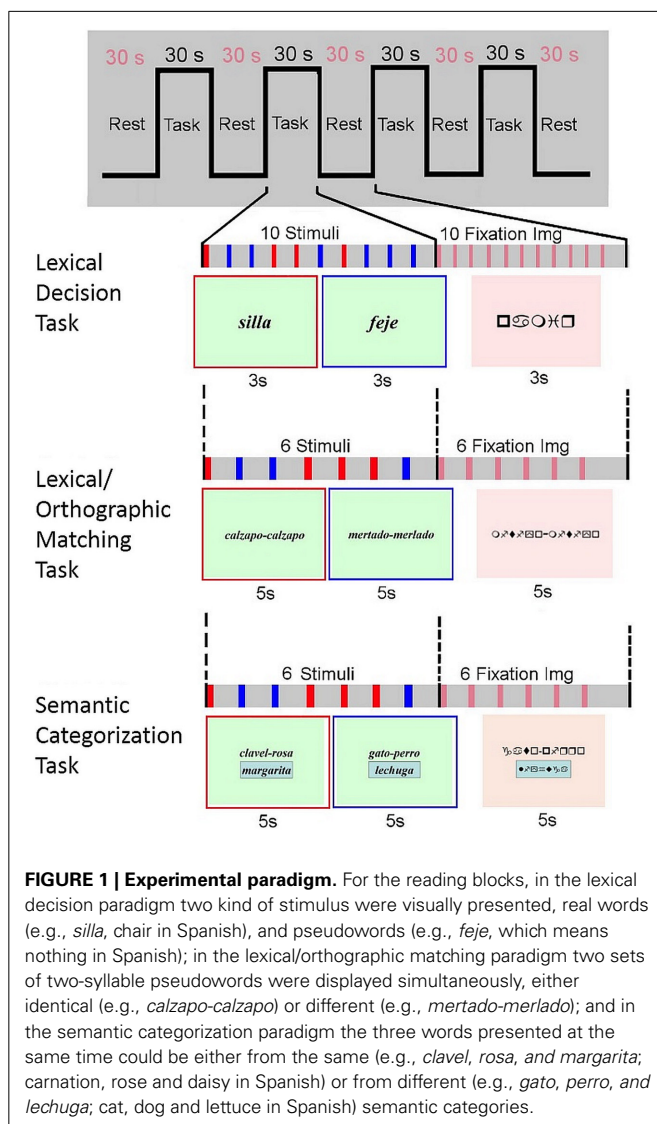 30 s 30 s 30 s 30 s 30 s 30 s 30 s 30 s 30 s
Rest Task Rest Task Rest Task Rest Task Rest
10 Stimuli 10 Fixation Img
Lexical
Decision
Task
silla feje
3s 3s 3s
6 Stimuli 6 Fixation Img
Lexical/
Orthographic
Matching
Task
calzapo-calzapo mertado-merlado
5s 5s 5s
6 Stimuli 6 Fixation Img
Semantic
Categorization
Task
clavel-rosa gato-perro
margarita lechuga
5s 5s 5s
FIGURE 1 | Experimental paradigm. For the reading blocks, in the lexical
decision paradigm two kind of stimulus were visually presented, real words
(e.g., silla, chair in Spanish), and pseudowords (e.g., feje, which means
nothing in Spanish); in the lexical/orthographic matching paradigm two sets
of two-syllable pseudowords were displayed simultaneously, either
identical (e.g., calzapo-calzapo) or different (e.g., mertado-merlado); and in
the semantic categorization paradigm the three words presented at the
same time could be either from the same (e.g., clavel, rosa, and margarita;
carnation, rose and daisy in Spanish) or from different (e.g., gato, perro, and
lechuga; cat, dog and lettuce in Spanish) semantic categories.